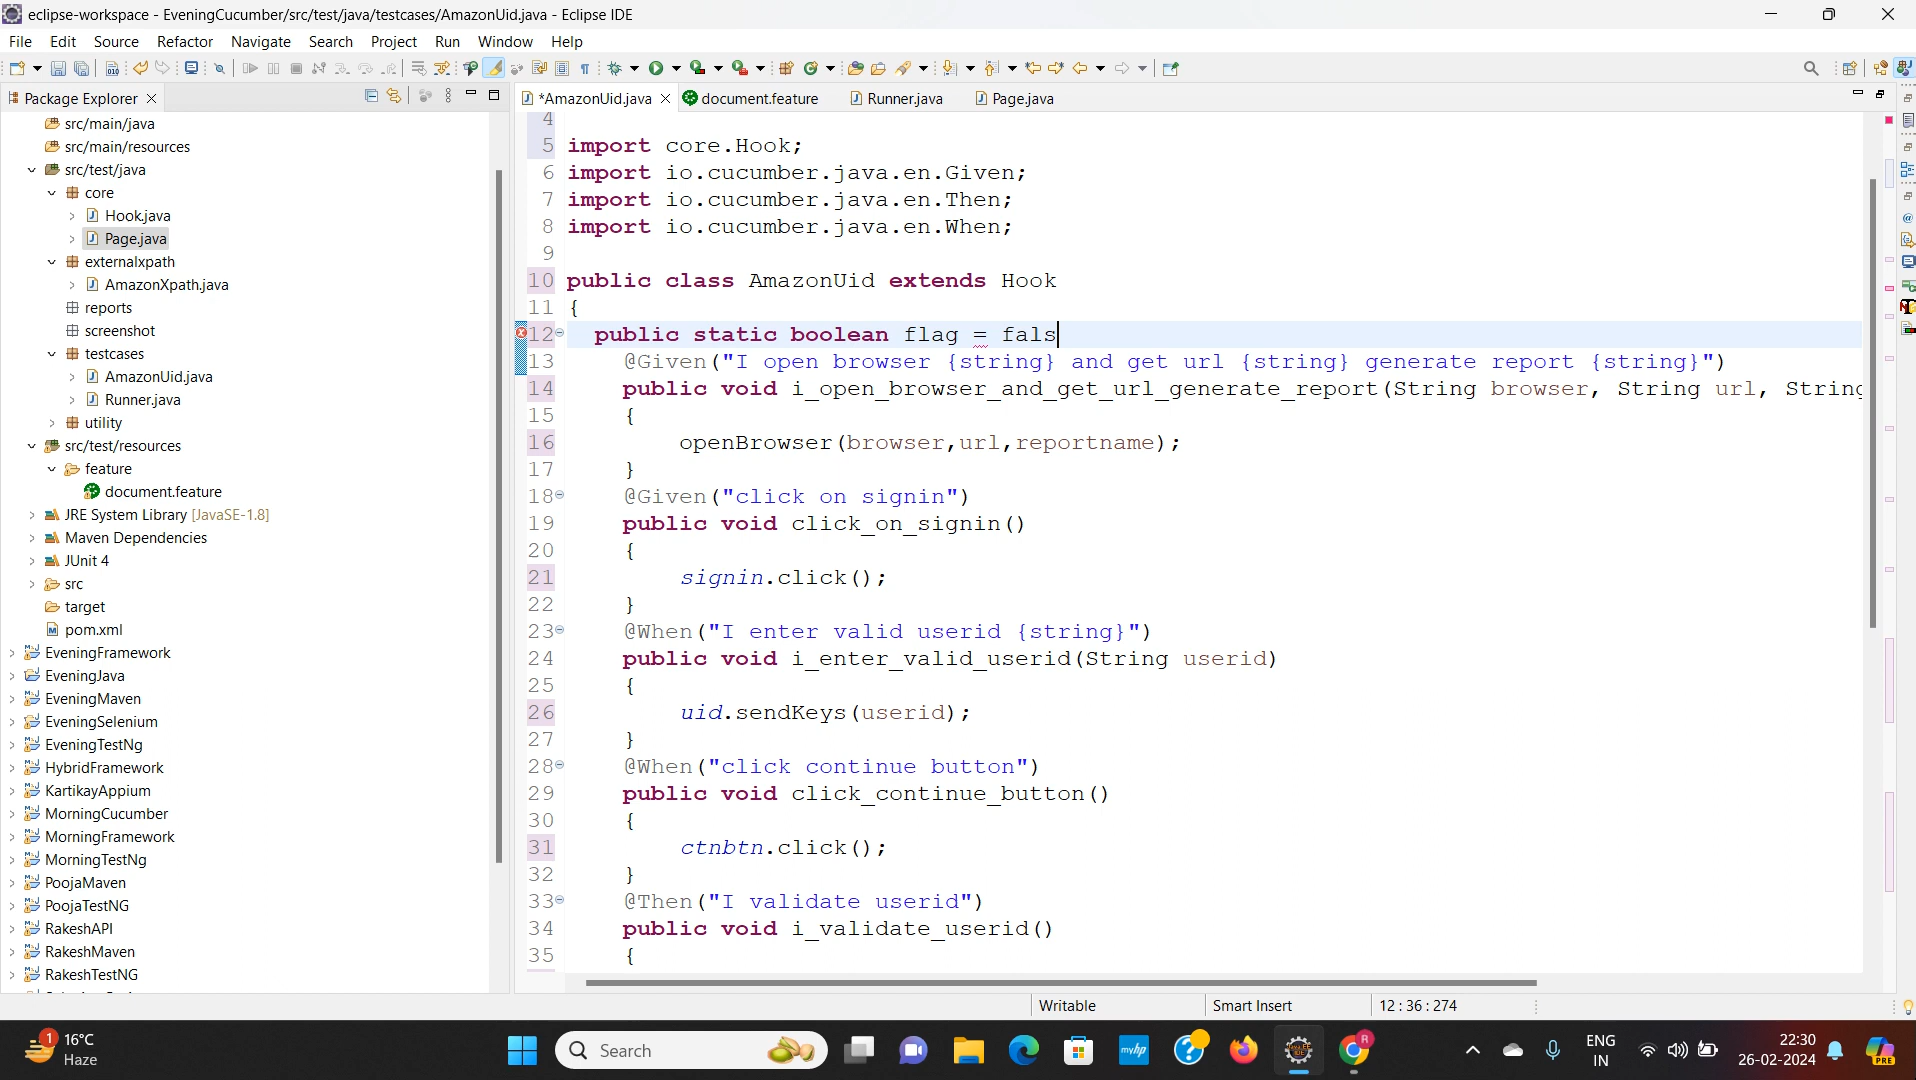 eclipse-workspace - EveningCucumber/src/test/java/testcases/AmazonUid.java - Eclipse IDE
File Edit Source Refactor Navigate Search Project Run Window Help
Package Explorer
src/main/java
src/main/resources
src/test/java
core
Hook.java
Page.java
externalxpath
AmazonXpath.java
reports
screenshot
testcases
AmazonUid.java
Runner.java
utility
src/test/resources
feature
document.feature
JRE System Library [JavaSE-1.8]
Maven Dependencies
JUnit 4
src
target
pom.xml
EveningFramework
EveningJava
EveningMaven
EveningSelenium
EveningTestNg
HybridFramework
KartikayAppium
MorningCucumber
MorningFramework
MorningTestNg
PoojaMaven
PoojaTestNG
RakeshAPI
RakeshMaven
RakeshTestNG
*AmazonUid.java document.feature Runner.java Page.java
4
5 import core.Hook;
6 import io.cucumber.java.en.Given;
7 import io.cucumber.java.en.Then;
8 import io.cucumber.java.en.When;
9
10 public class AmazonUid extends Hook
11 {
12 public static boolean flag = fals
13 @Given("I open browser {string} and get url {string} generate report {string}")
14 public void i_open_browser_and_get_url_generate_report(String browser, String url, String
15 {
16 openBrowser(browser,url,reportname);
17 }
18 @Given("click on signin")
19 public void click_on_signin()
20 {
21 signin.click();
22 }
23 @When("I enter valid userid {string}")
24 public void i_enter_valid_userid(String userid)
25 {
26 uid.sendKeys(userid);
27 }
28 @When("click continue button")
29 public void click_continue_button()
30 {
31 ctnbtn.click();
32 }
33 @Then("I validate userid")
34 public void i_validate_userid()
35 {
Writable Smart Insert 12 : 36 : 274
1 16°C
Haze
Search
myhp
R
ENG
IN
22:30
26-02-2024
PRE